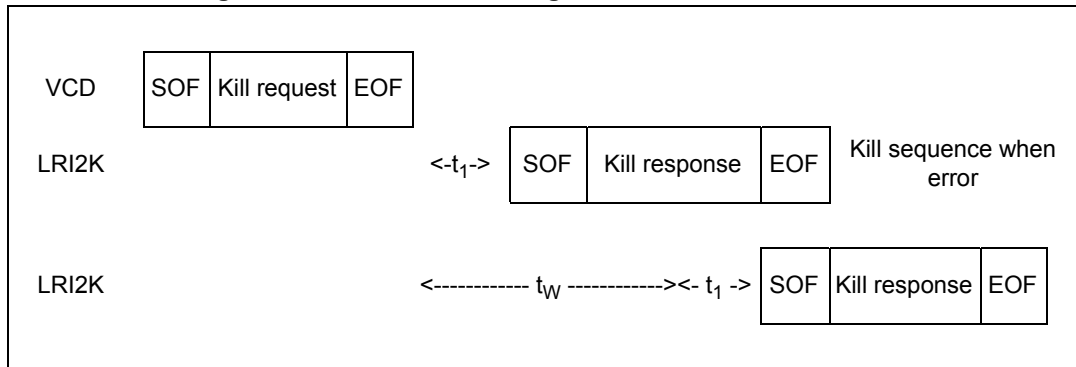 VCD SOF Kill request EOF
LRI2K <-t1-> SOF Kill response EOF Kill sequence when
error
LRI2K <------------ tW ------------><- t1 -> SOF Kill response EOF